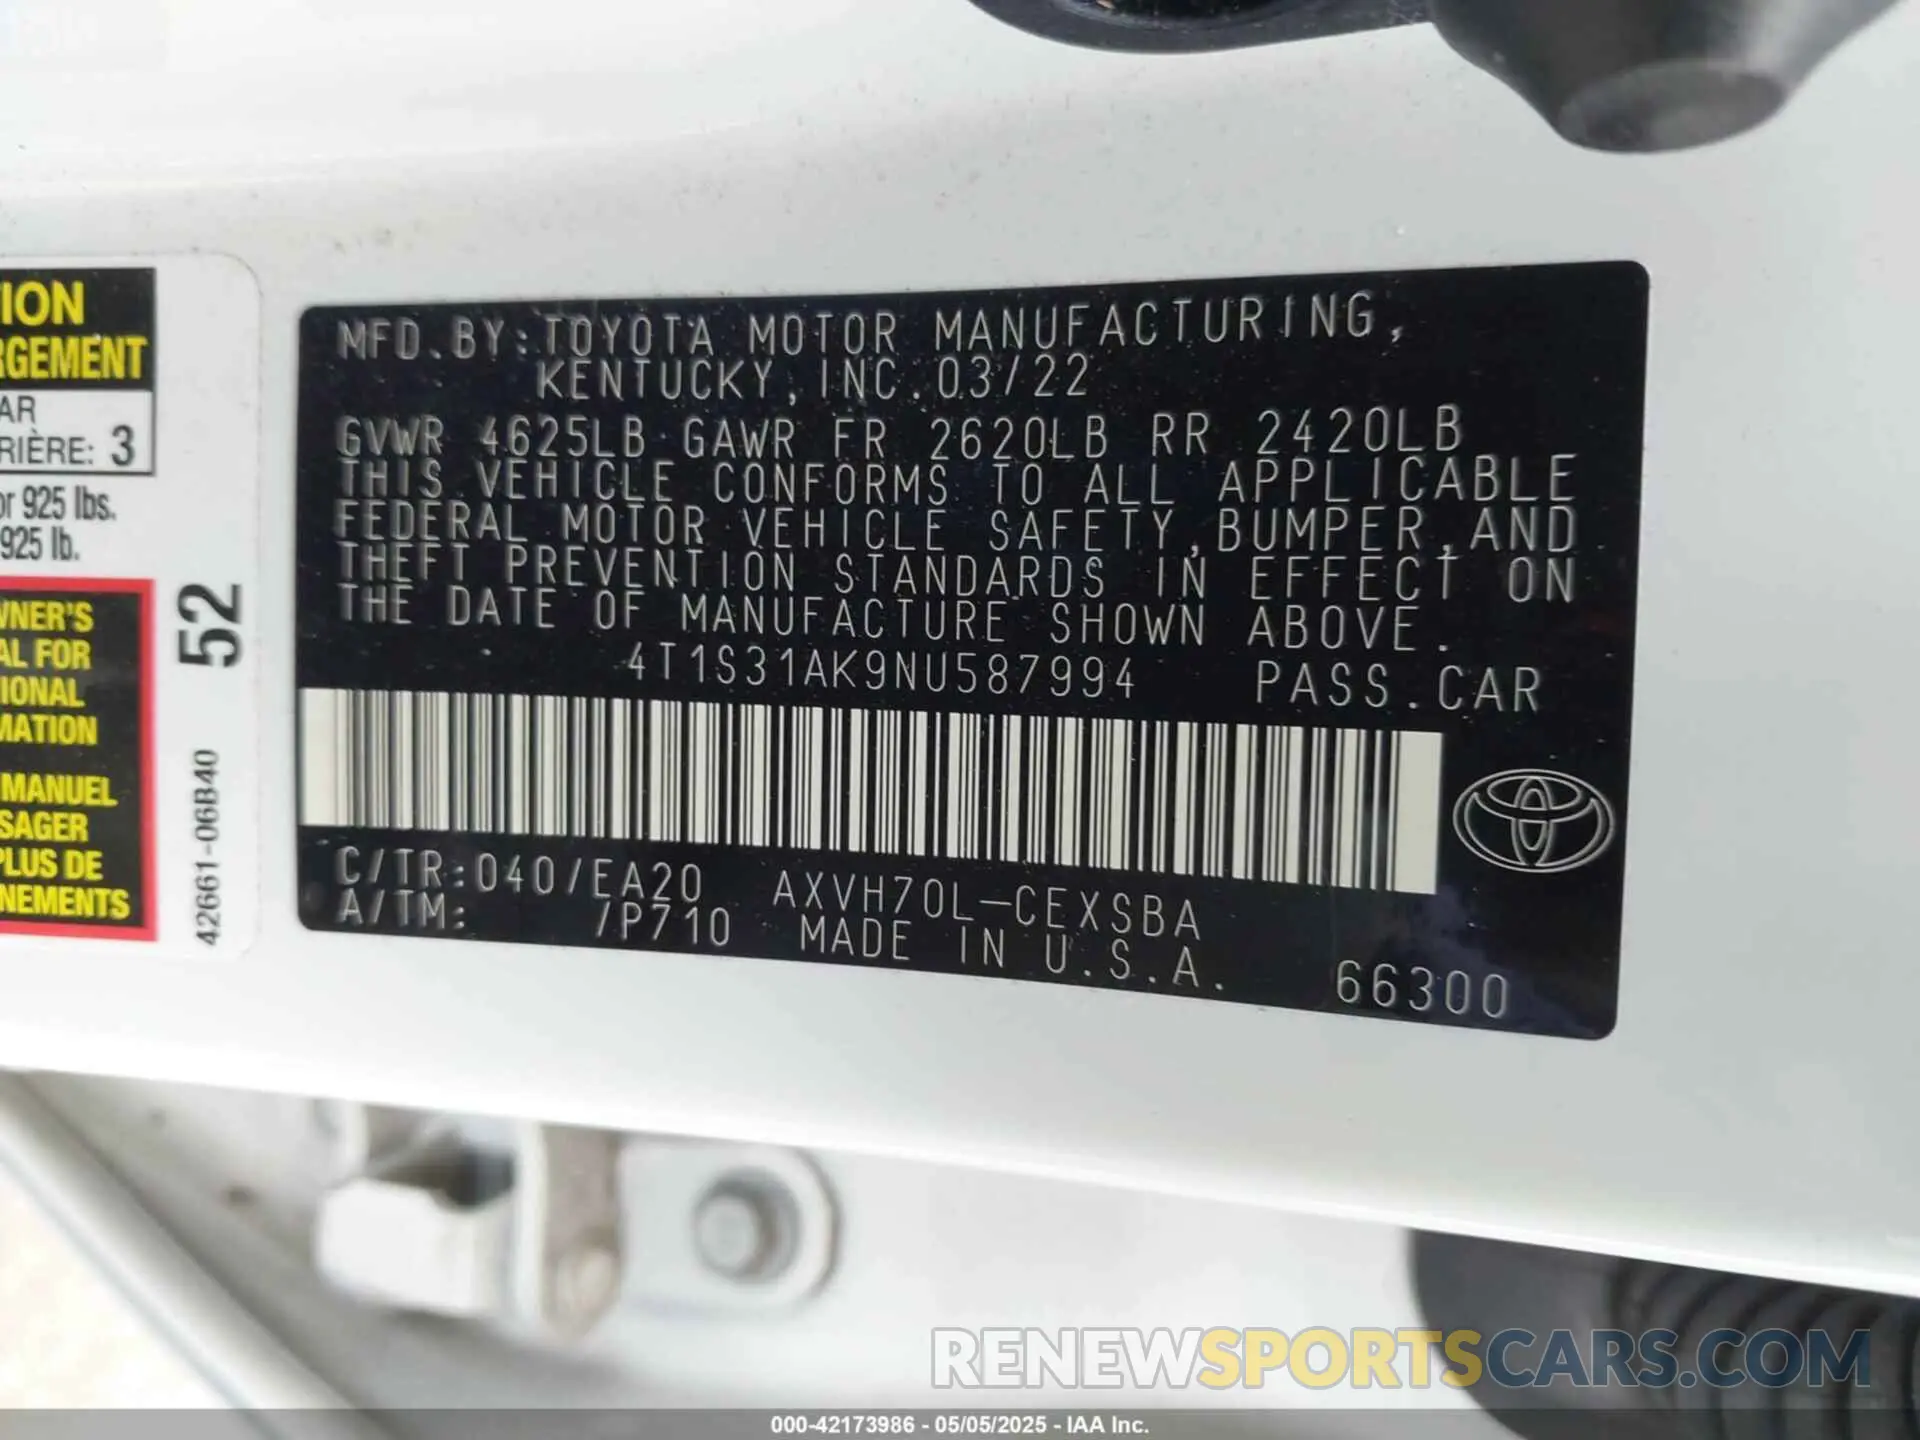 TION
RGEMENT
AR
RIÈRE: 3
or 925 lbs.
925 lb.
WNER'S
AL FOR
IONAL
MATION
MANUEL
SAGER
PLUS DE
NEMENTS
52
42661-06B40
MFD.BY:TOYOTA MOTOR MANUFACTURING,
KENTUCKY,INC.03/22
GVWR 4625LB GAWR FR 2620LB RR 2420LB
THIS VEHICLE CONFORMS TO ALL APPLICABLE
FEDERAL MOTOR VEHICLE SAFETY,BUMPER,AND
THEFT PREVENTION STANDARDS IN EFFECT ON
THE DATE OF MANUFACTURE SHOWN ABOVE.
4T1S31AK9NU587994 PASS.CAR
C/TR:040/EA20 AXVH70L-CEXSBA
A/TM: /P710 MADE IN U.S.A. 66300
RENEWSPORTSCARS.COM
000-42173986 - 05/05/2025 - IAA Inc.